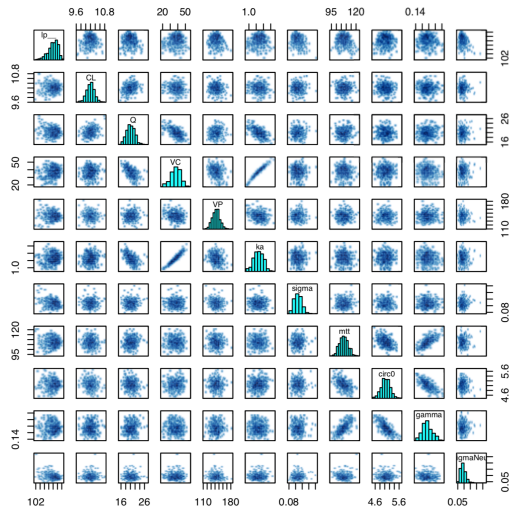 9.6 10.8 20 50 1.0 95 120 0.14
lp__
102
10.8
9.6
CL
Q
26
16
50
20
VC
VP
180
110
1.0
ka
sigma
0.08
120
95
mtt
circ0
5.6
4.6
0.14
gamma
igmaNeu
0.05
102 16 26 110 180 0.08 4.6 5.6 0.05